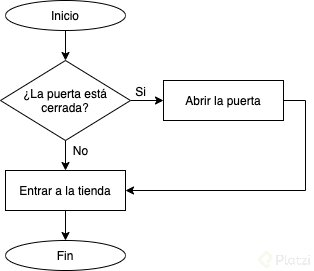 Inicio
¿La puerta está
cerrada?
Si
Abrir la puerta
No
Entrar a la tienda
Fin
Platzi